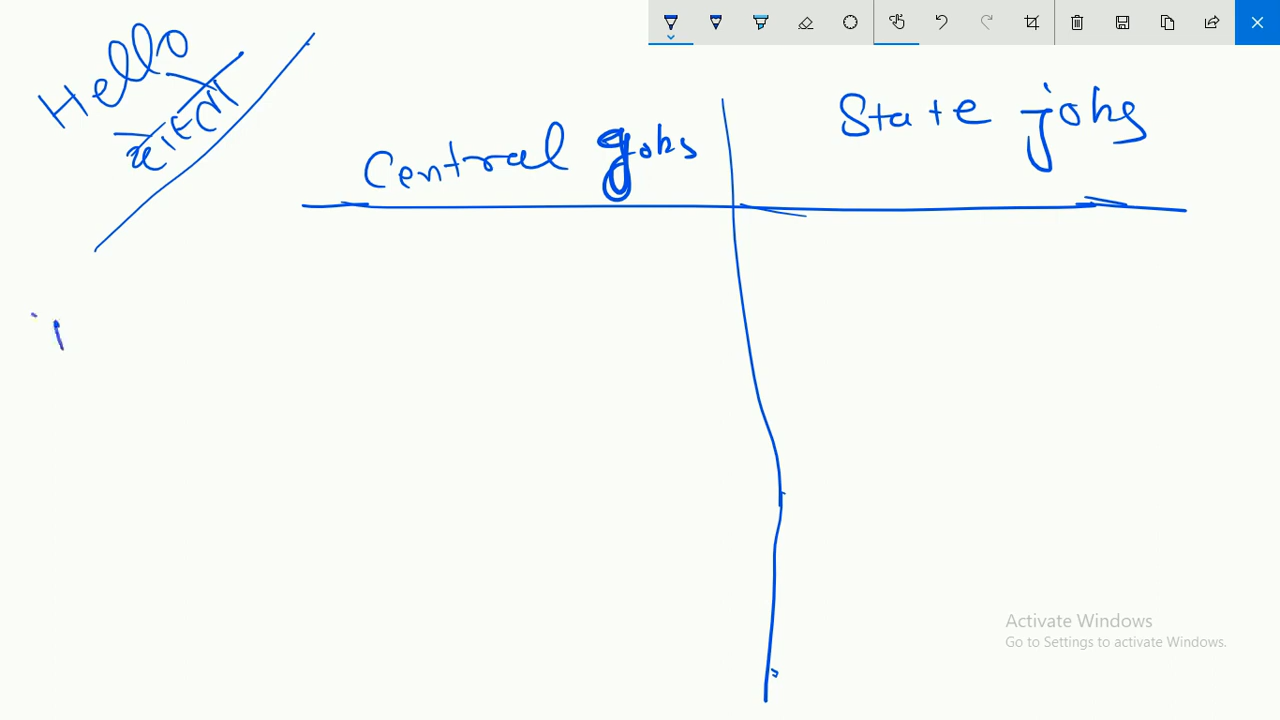 Hello
Central jobs
State jobs
Activate Windows
Go to Settings to activate Windows.